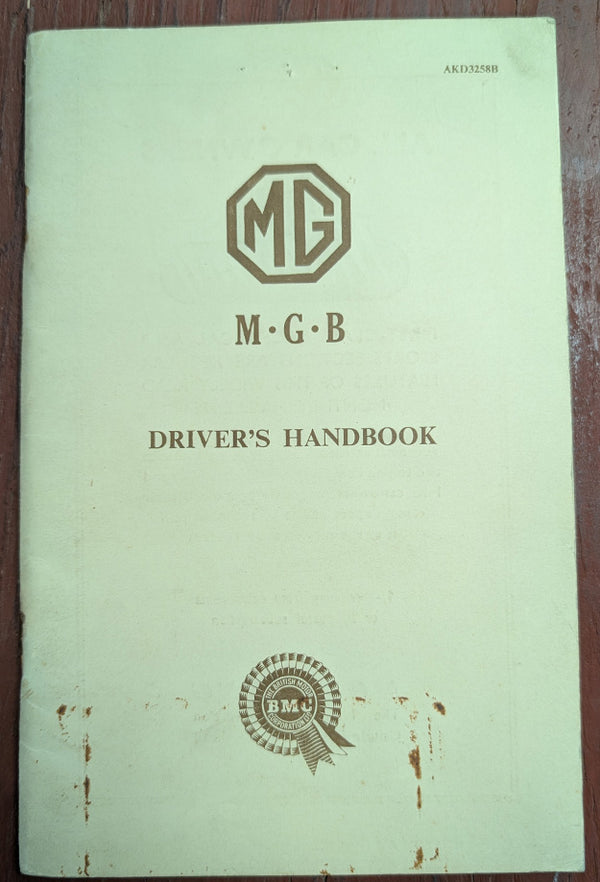 AKD3258B
MG
M·G·B
DRIVER'S HANDBOOK
THE BRITISH MOTOR
BMC
CORPORATION LTD